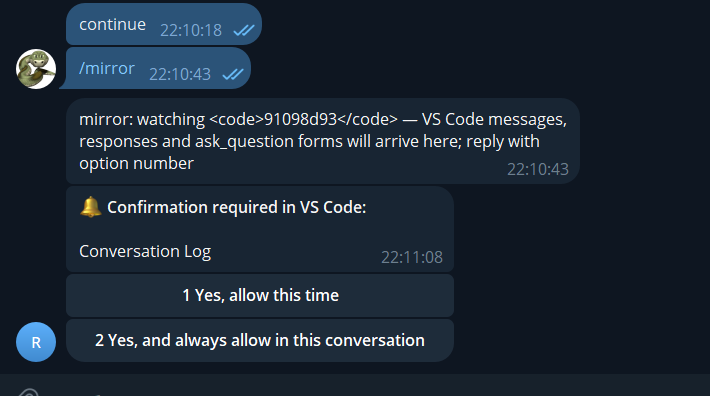 continue 22:10:18
/mirror 22:10:43
mirror: watching <code>91098d93</code> — VS Code messages,
responses and ask_question forms will arrive here; reply with
option number 22:10:43
🔔 Confirmation required in VS Code:
Conversation Log 22:11:08
1 Yes, allow this time
2 Yes, and always allow in this conversation
R